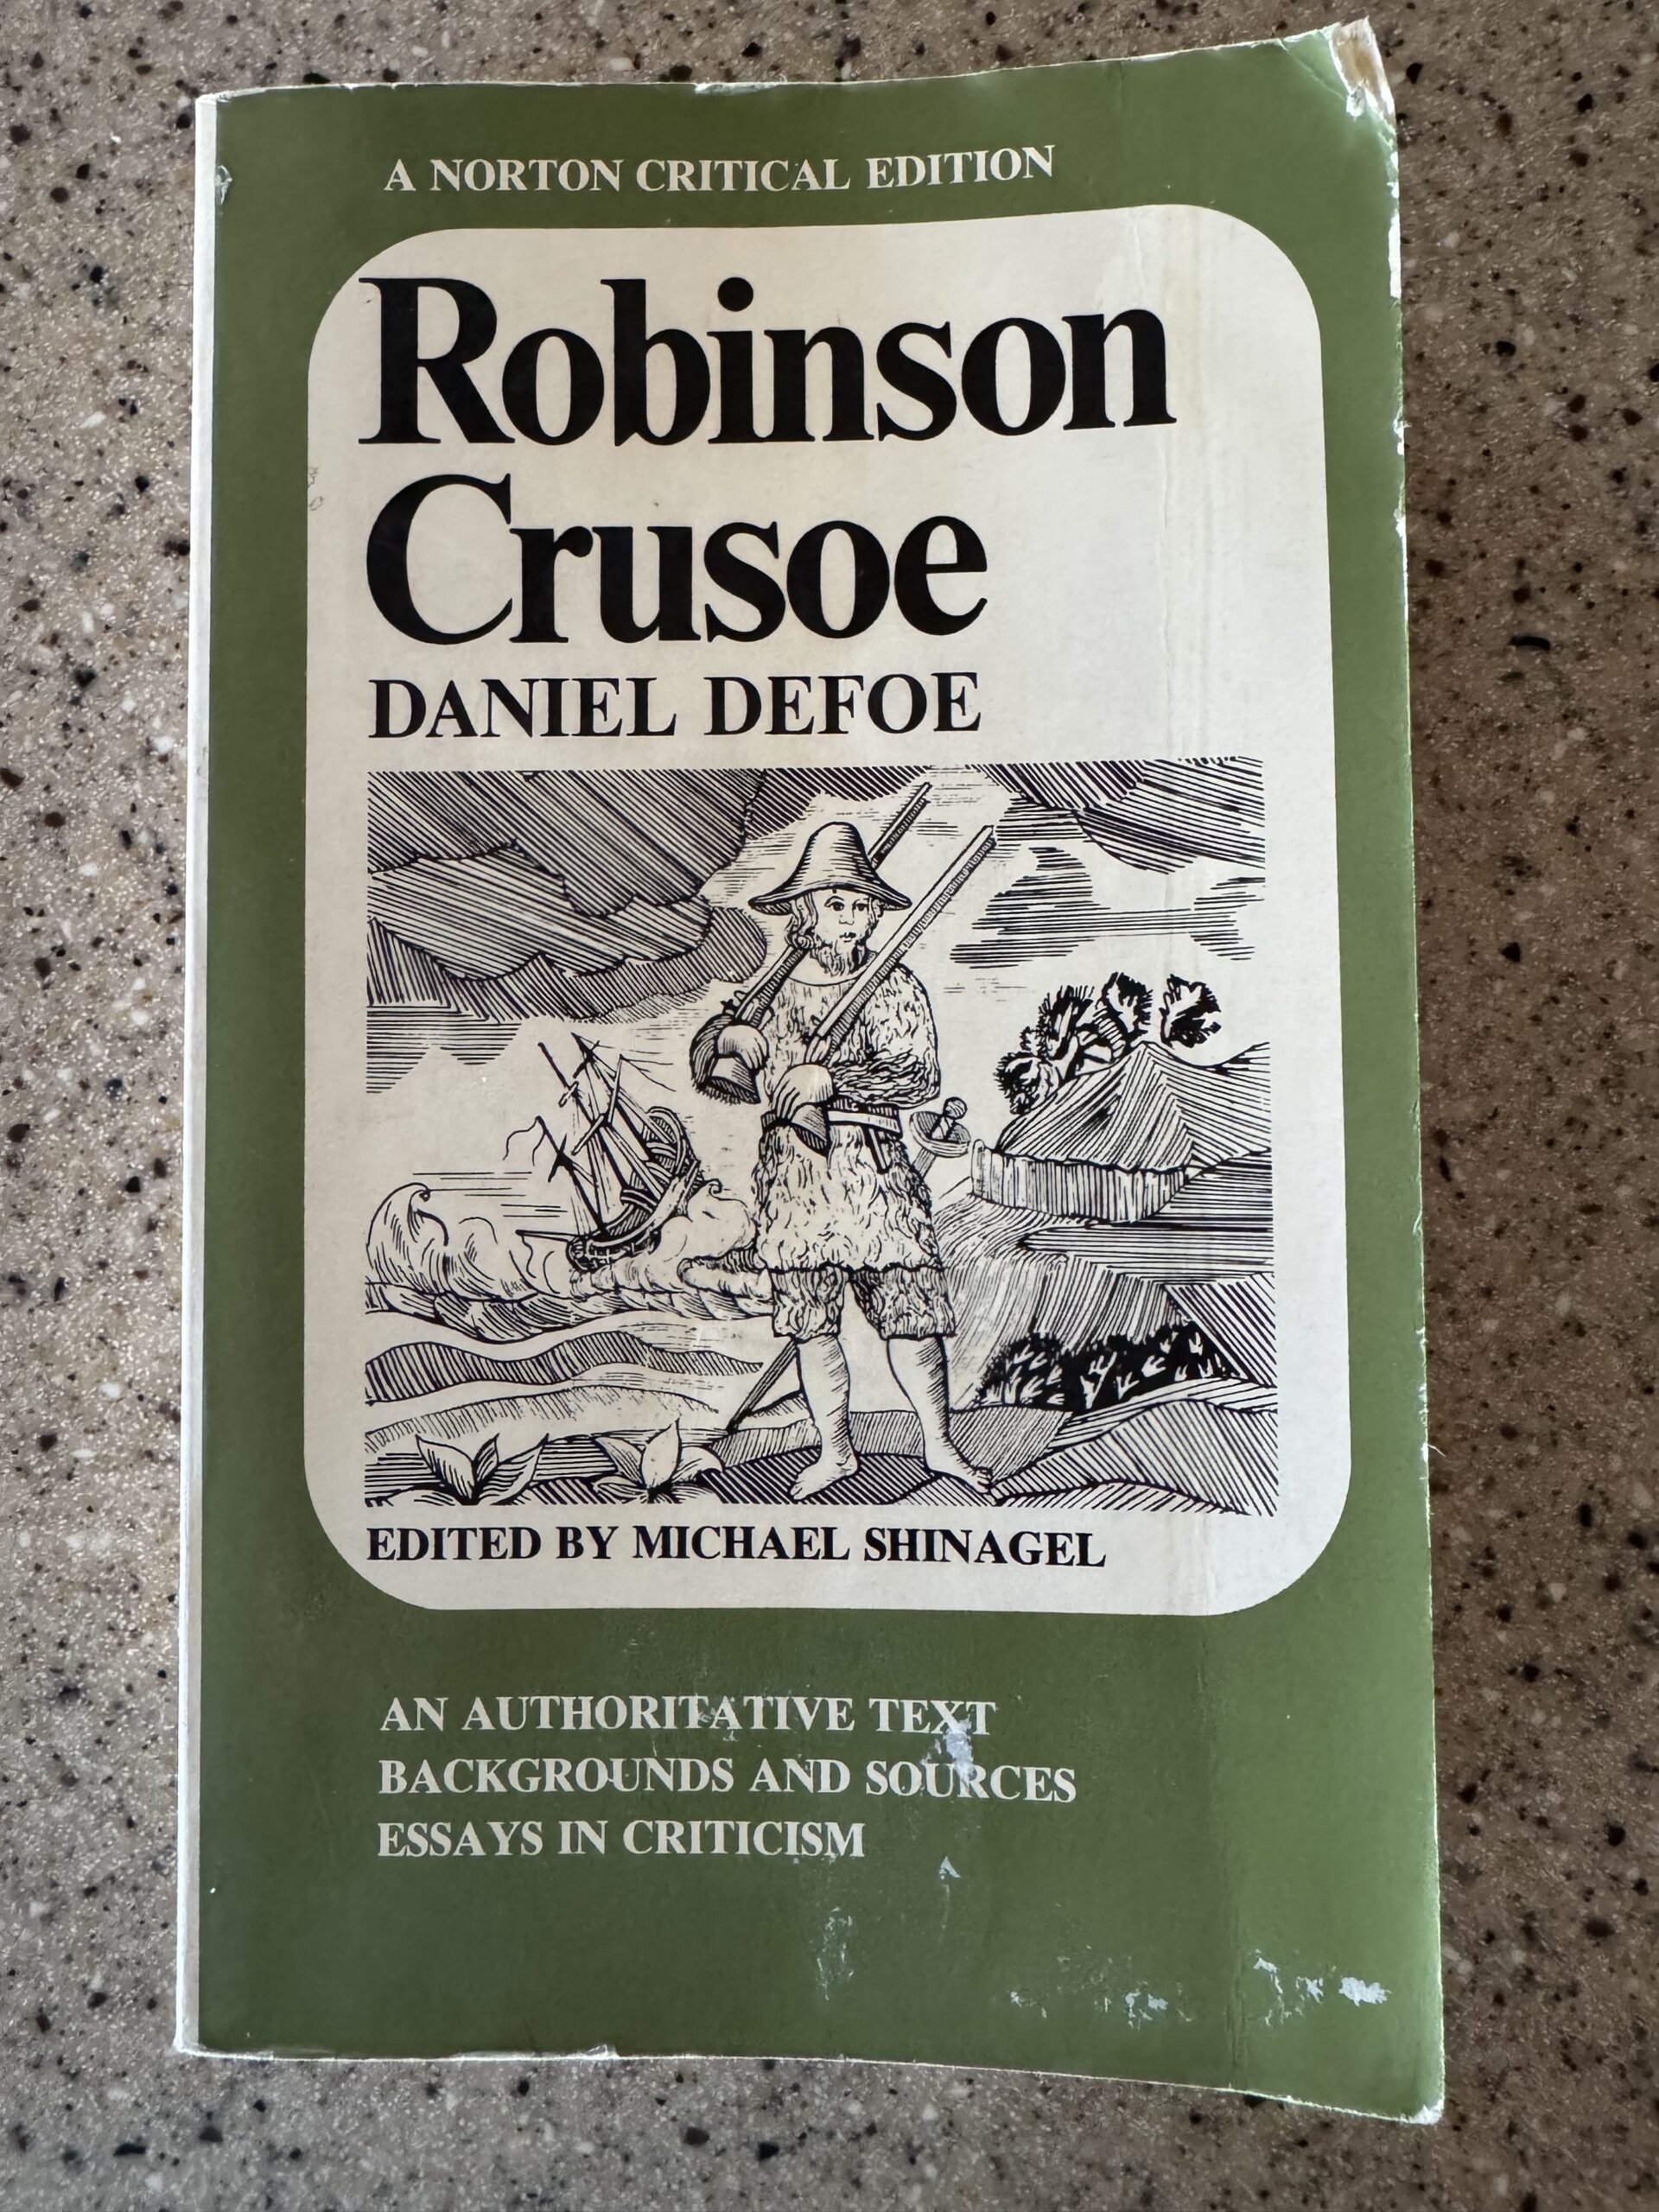 A NORTON CRITICAL EDITION
Robinson
Crusoe
DANIEL DEFOE
EDITED BY MICHAEL SHINAGEL
AN AUTHORITATIVE TEXT
BACKGROUNDS AND SOURCES
ESSAYS IN CRITICISM